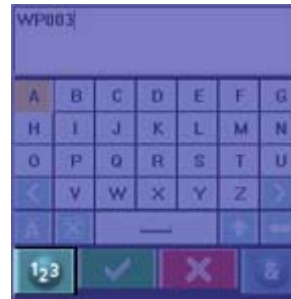 WP003
A B C D E F G
H I J K L M N
O P Q R S T U
< V W X Y Z >
A
123 &